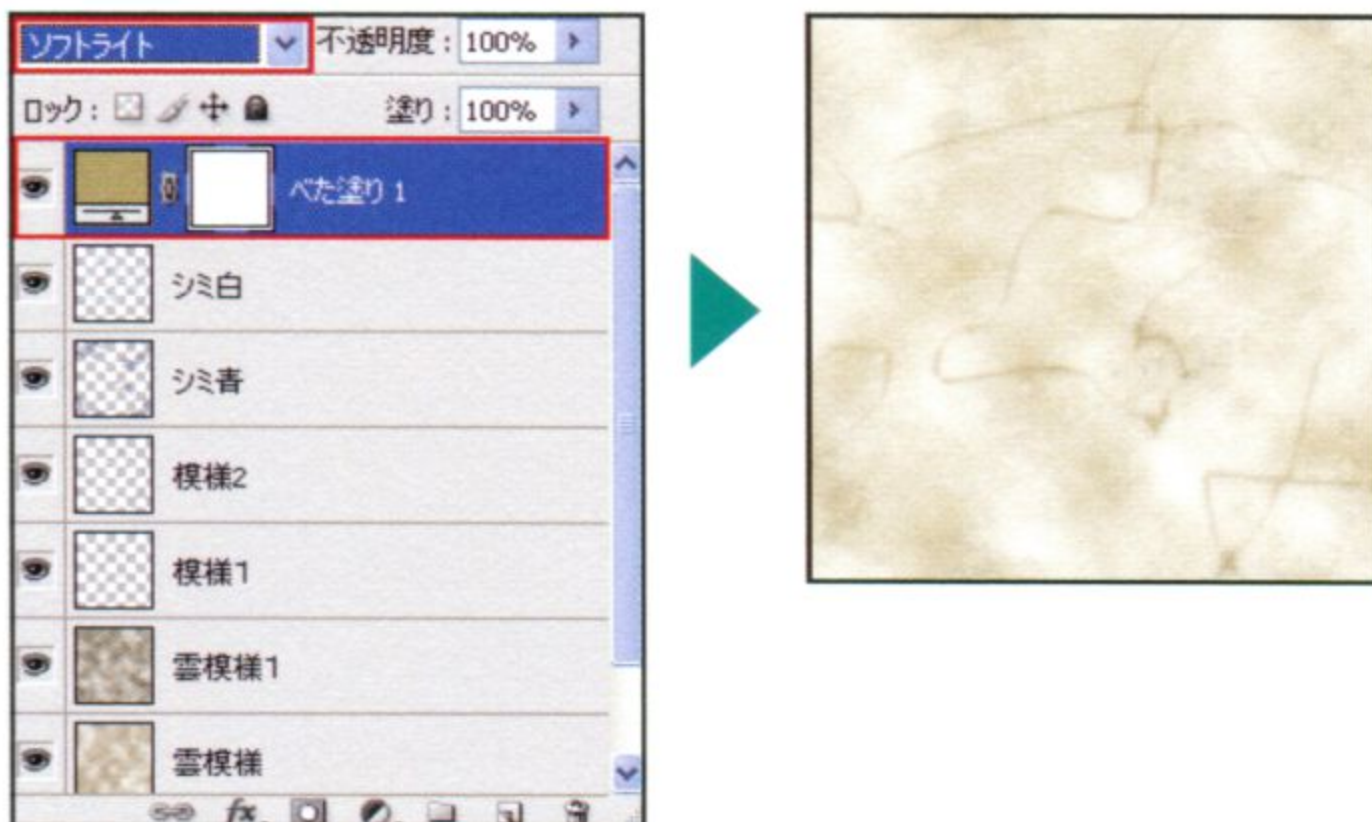 ソフトライト 不透明度：100%
ロック： 塗り：100%
べた塗り 1
シミ白
シミ青
模様2
模様1
雲模様1
雲模様
fx.